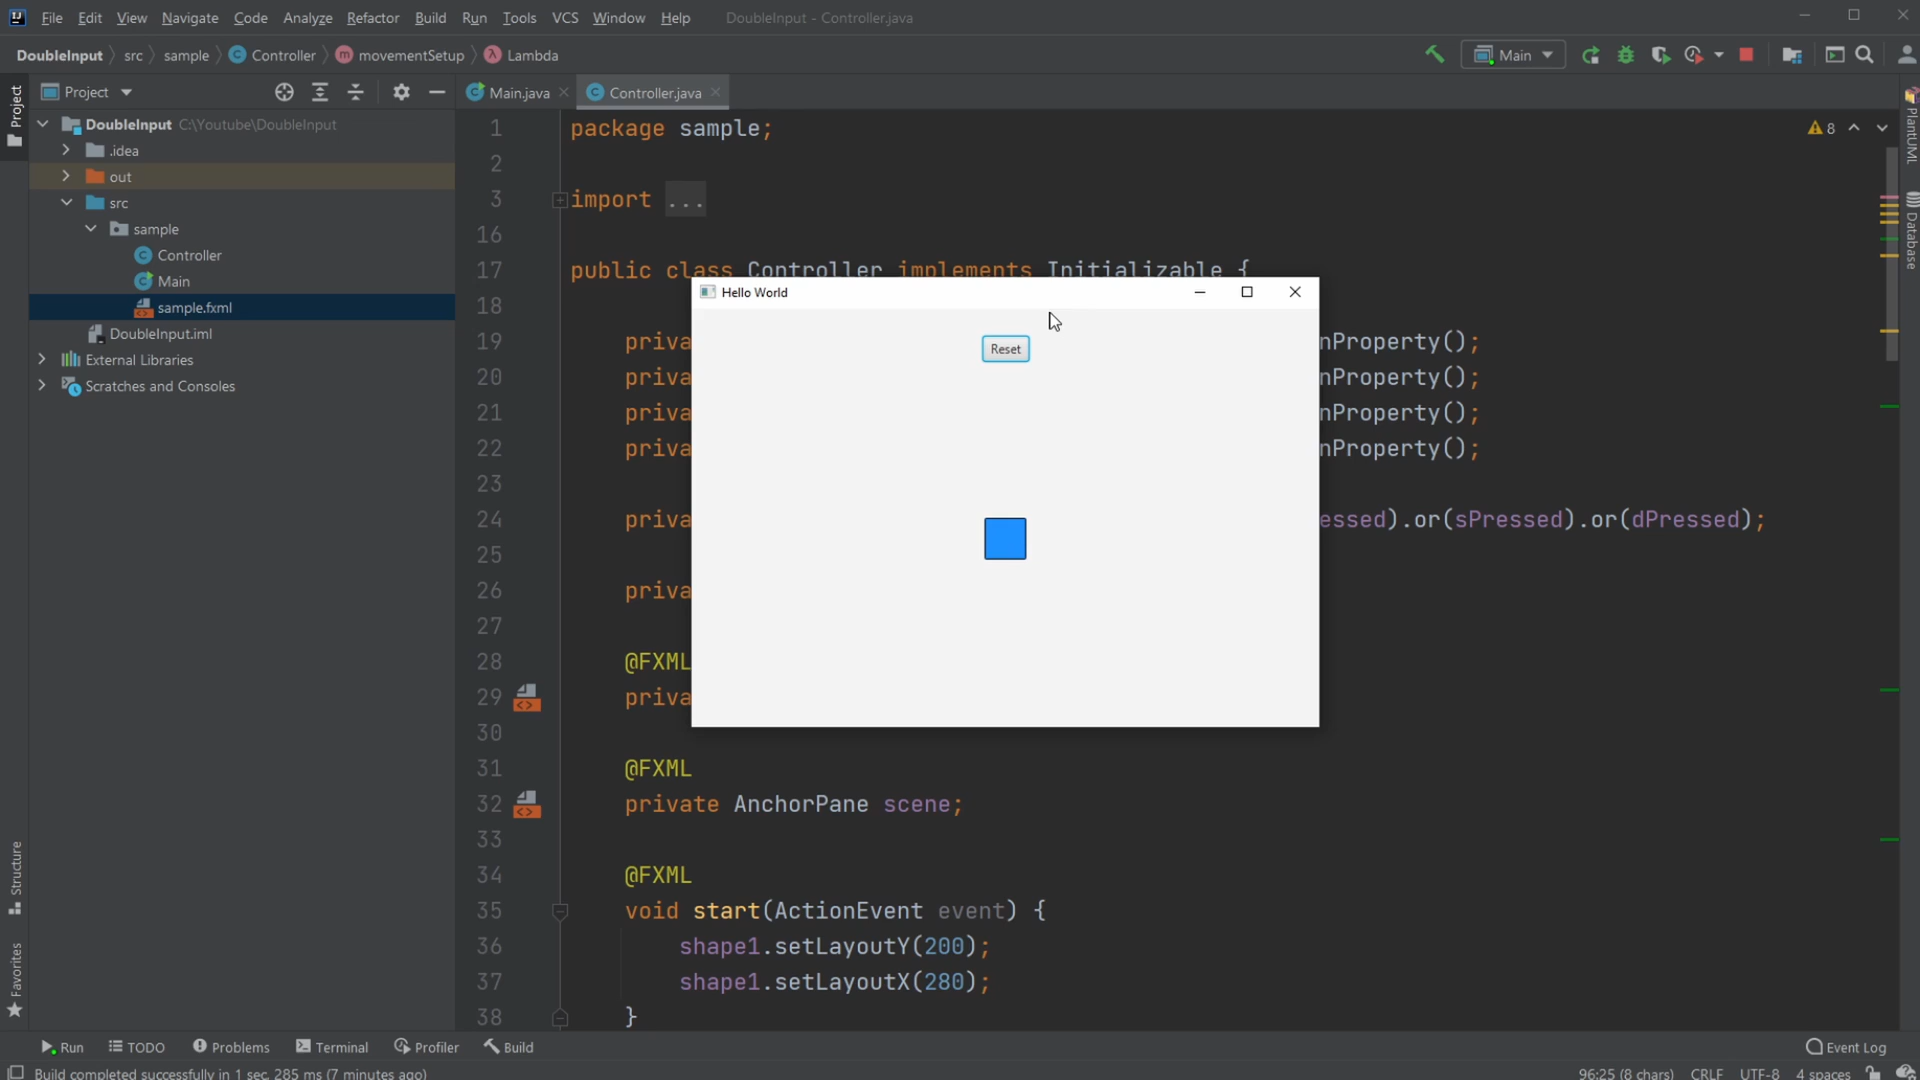 File Edit View Navigate Code Analyze Refactor Build Run Tools VCS Window Help DoubleInput - Controller.java
DoubleInput src sample Controller movementSetup Lambda Main
Project
Main.java Controller.java
DoubleInput C:\Youtube\DoubleInput
.idea
out
src
sample
Controller
Main
sample.fxml
DoubleInput.iml
External Libraries
Scratches and Consoles
Project
Structure
Favorites
1 package sample;
2
3 import ...
16
17 public class Controller implements Initializable {
18
19 priva nProperty();
20 priva nProperty();
21 priva nProperty();
22 priva nProperty();
23
24 priva essed).or(sPressed).or(dPressed);
25
26 priva
27
28 @FXML
29 priva
30
31 @FXML
32 private AnchorPane scene;
33
34 @FXML
35 void start(ActionEvent event) {
36 shape1.setLayoutY(200);
37 shape1.setLayoutX(280);
38 }
8
Hello World
Reset
PlantUML
Database
Run TODO Problems Terminal Profiler Build Event Log
Build completed successfully in 1 sec, 285 ms (7 minutes ago) 96:25 (8 chars) CRLF UTF-8 4 spaces